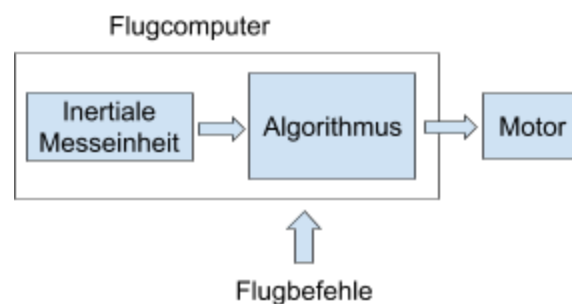 Flugcomputer
Inertiale
Messeinheit
Algorithmus
Motor
Flugbefehle